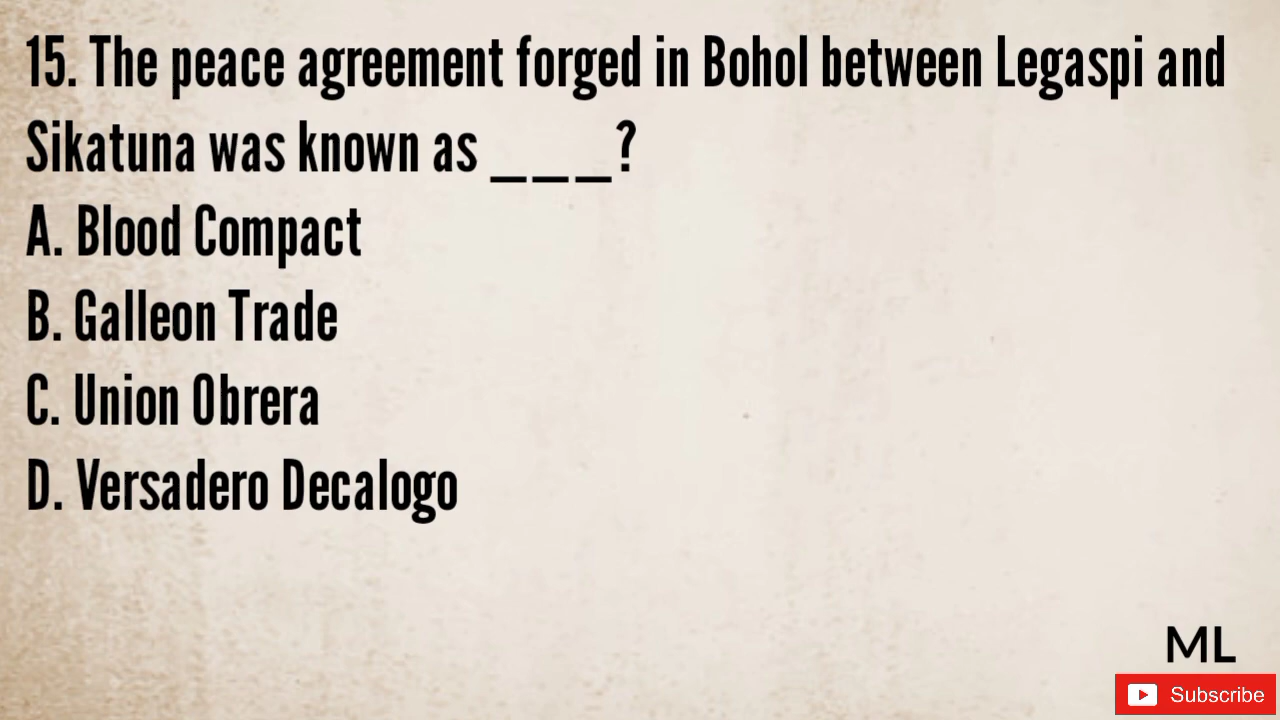 15. The peace agreement forged in Bohol between Legaspi and
Sikatuna was known as ___?
A. Blood Compact
B. Galleon Trade
C. Union Obrera
D. Versadero Decalogo
ML
Subscribe